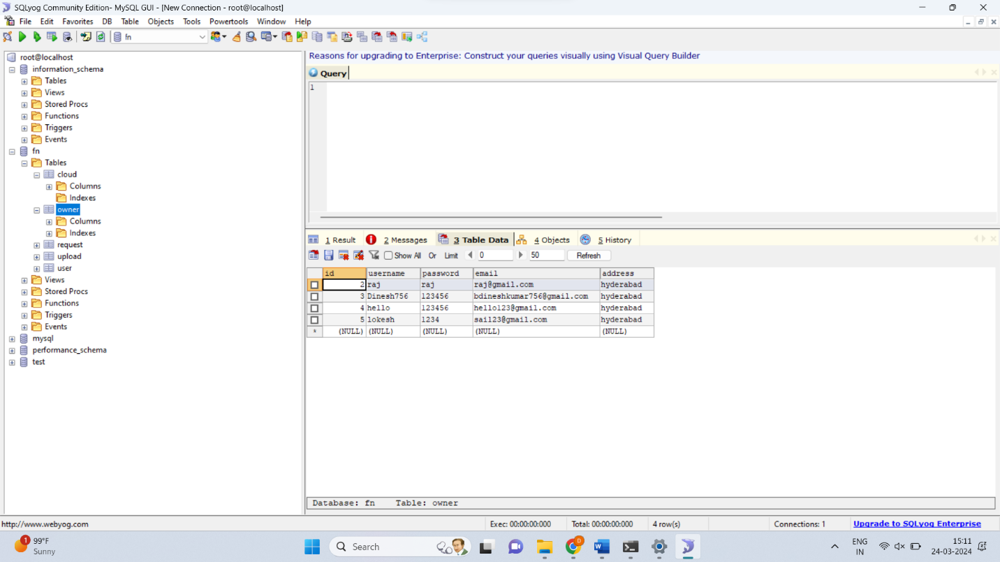 SQLyog Community Edition- MySQL GUI - [New Connection - root@localhost]
File Edit Favorites DB Table Objects Tools Powertools Window Help
fn
root@localhost
information_schema
Tables
Views
Stored Procs
Functions
Triggers
Events
fn
Tables
cloud
Columns
Indexes
owner
Columns
Indexes
request
upload
user
Views
Stored Procs
Functions
Triggers
Events
mysql
performance_schema
test
Reasons for upgrading to Enterprise: Construct your queries visually using Visual Query Builder
Query
1
1 Result 2 Messages 3 Table Data 4 Objects 5 History
Show All Or Limit 0 50 Refresh
id username password email address
2 raj raj raj@gmail.com hyderabad
3 Dinesh756 123456 bdineshkumar756@gmail.com hyderabad
4 hello 123456 hello123@gmail.com hyderabad
5 lokesh 1234 sai123@gmail.com hyderabad
* (NULL) (NULL) (NULL) (NULL) (NULL)
Database: fn Table: owner
http://www.webyog.com Exec: 00:00:00:000 Total: 00:00:00:000 4 row(s) Connections: 1 Upgrade to SQLyog Enterprise
1 99°F
Sunny
Search
D
ENG
IN
15:11
24-03-2024